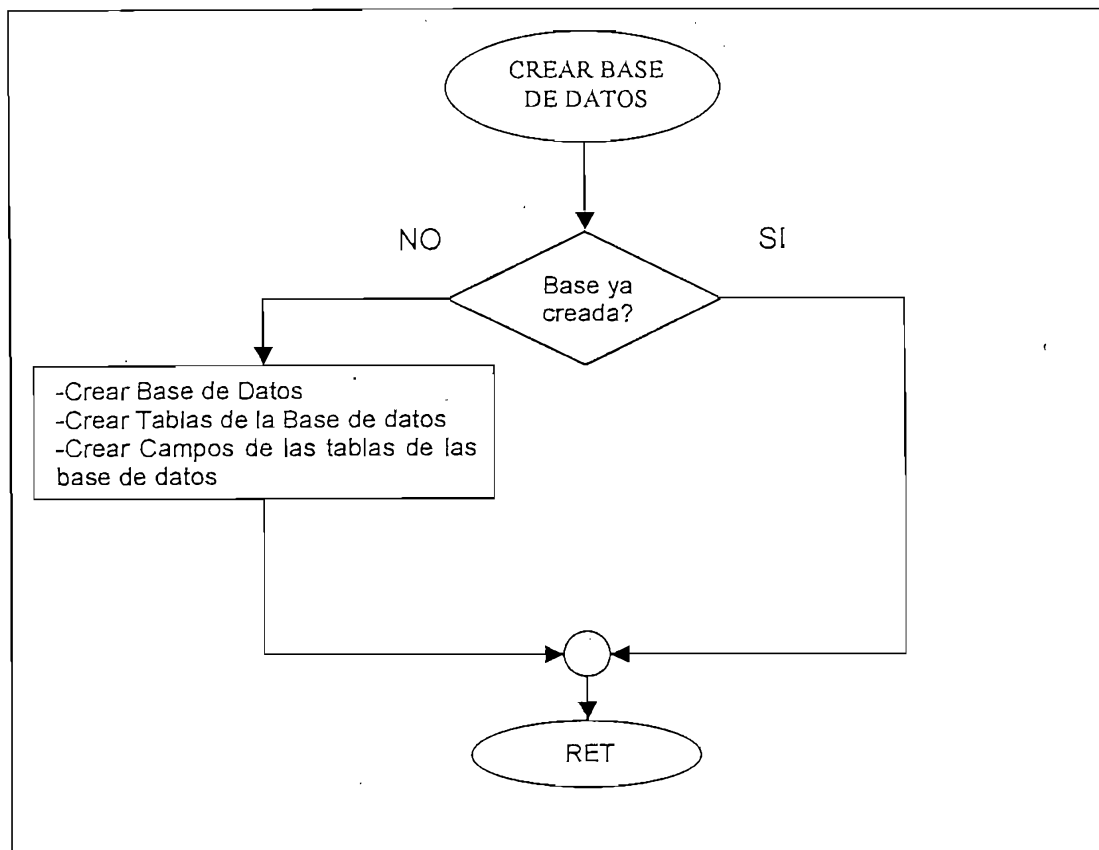 CREAR BASE
DE DATOS
NO
SI
Base ya
creada?
-Crear Base de Datos
-Crear Tablas de la Base de datos
-Crear Campos de las tablas de las
base de datos
RET